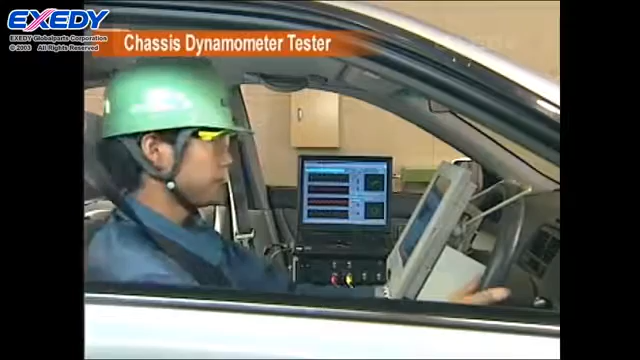 EXEDY
EXEDY Globalparts Corporation
© 2003 All Rights Reserved
Chassis Dynamometer Tester